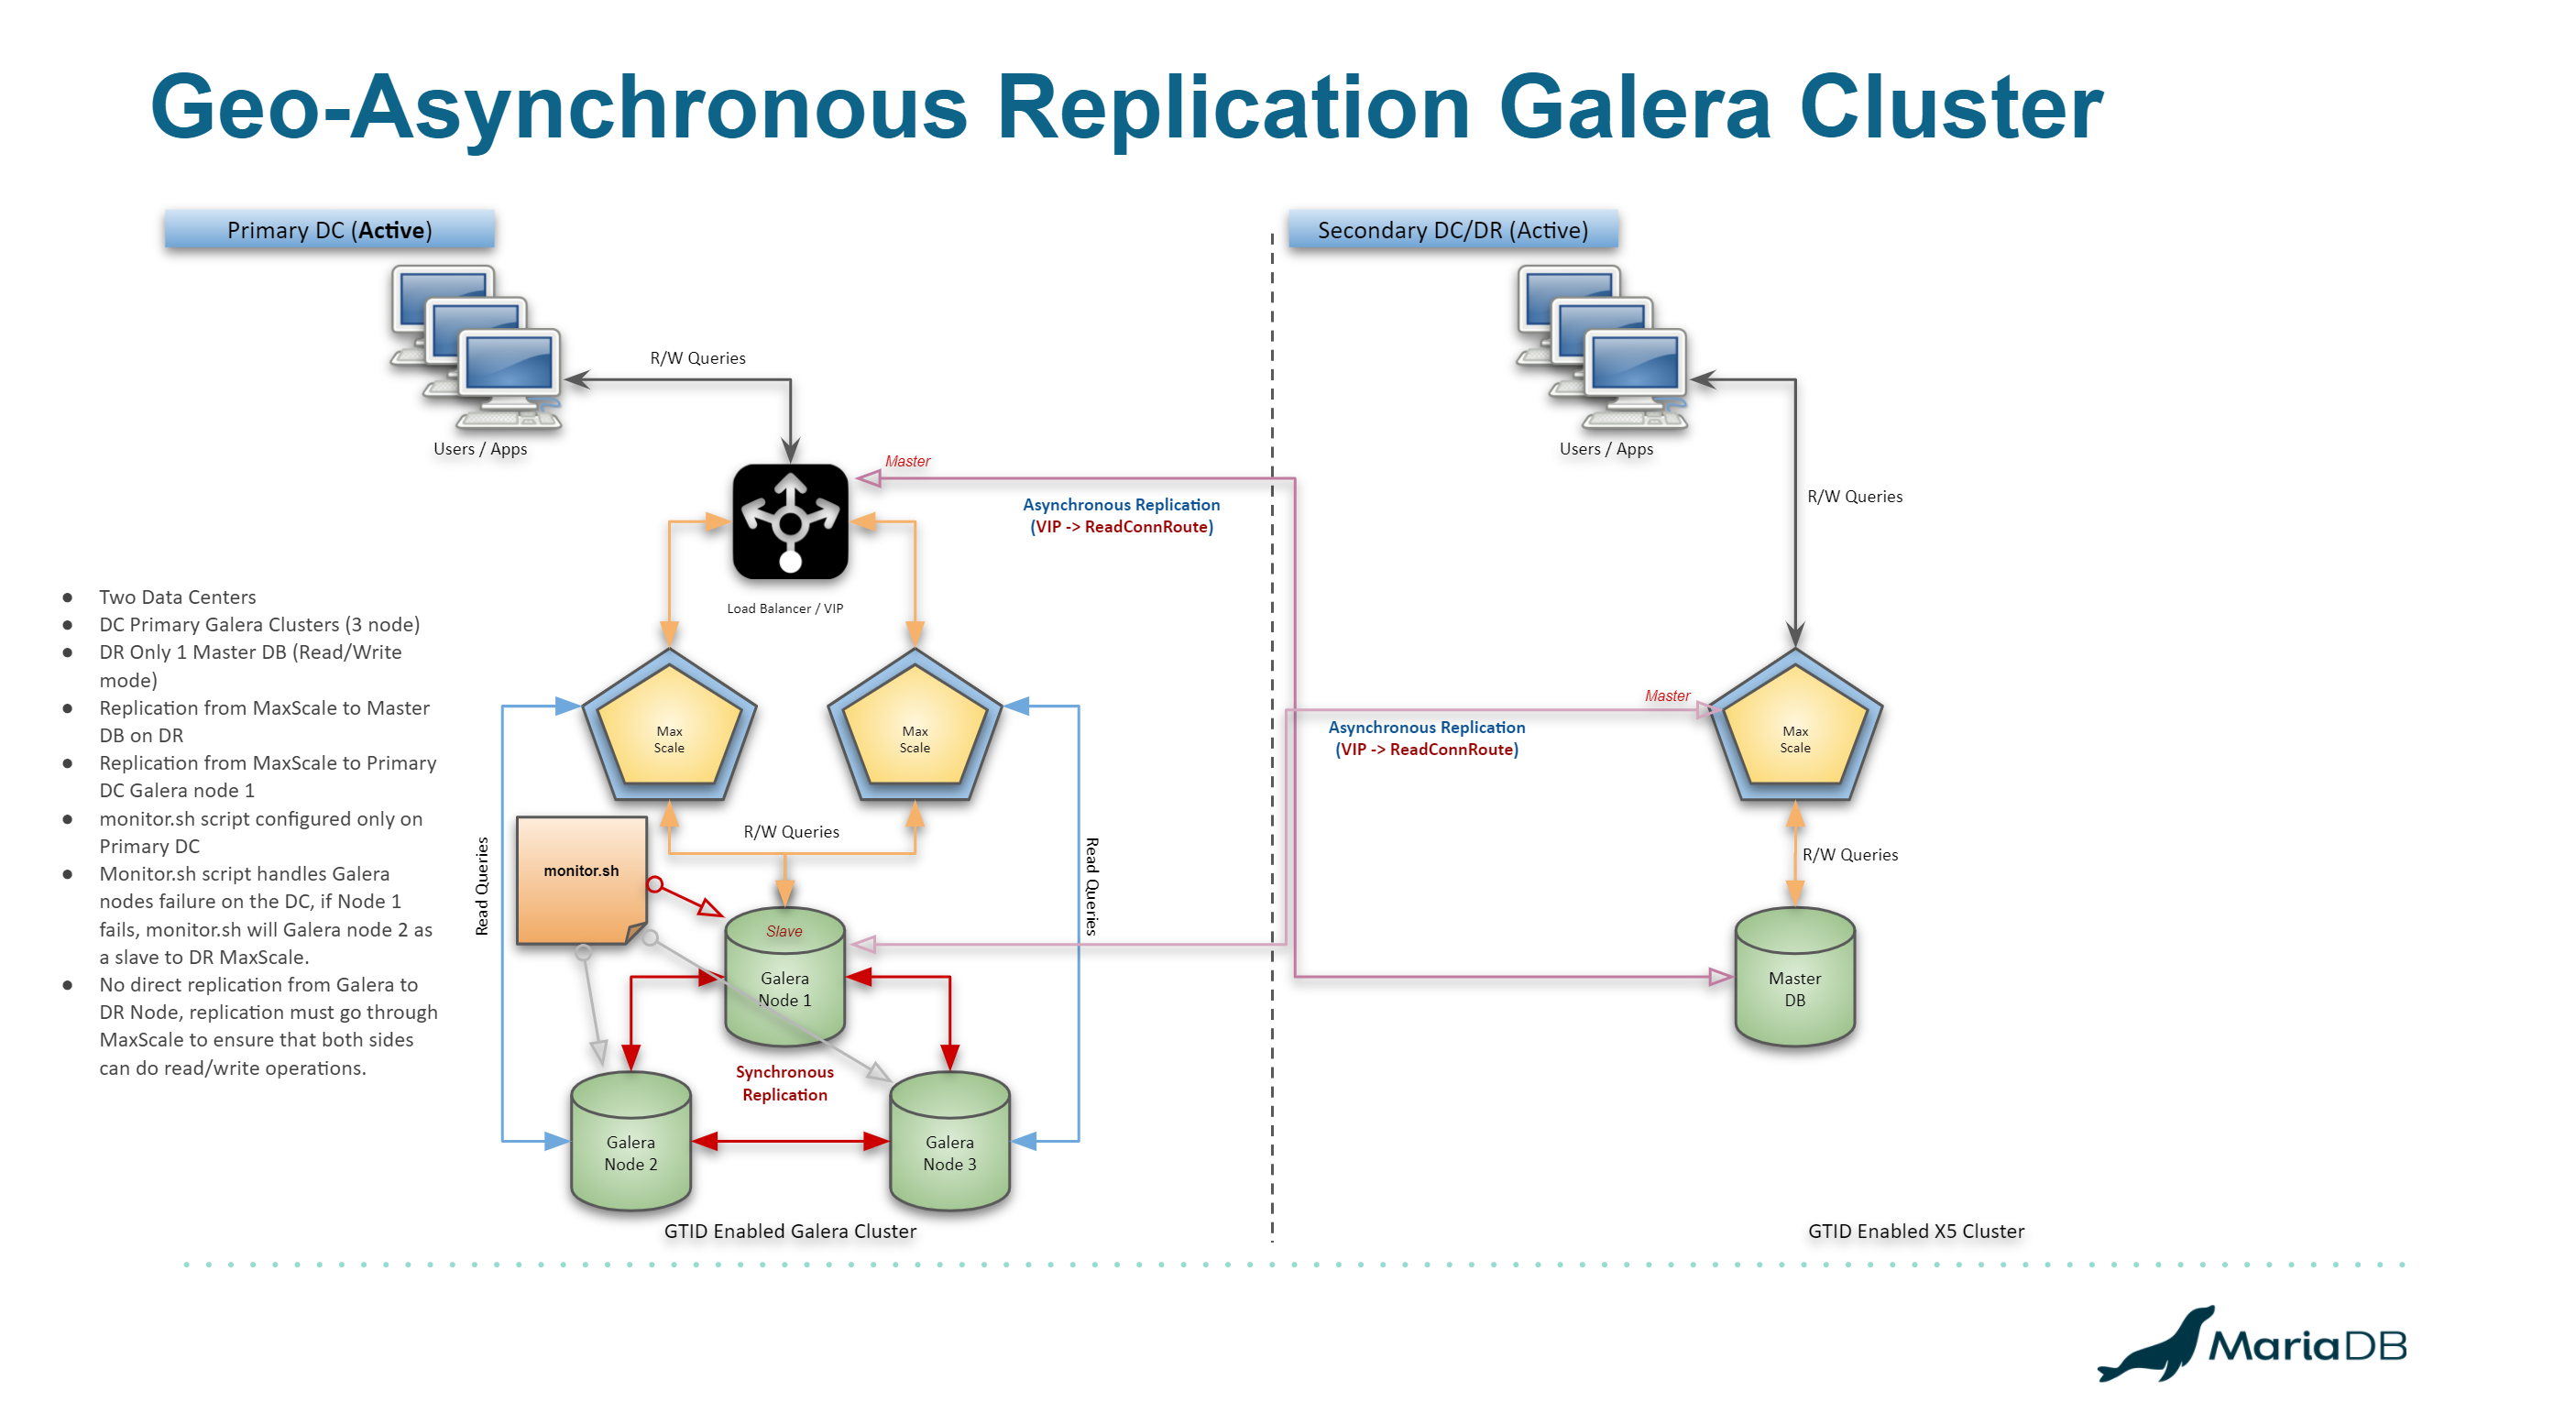 Geo-Asynchronous Replication Galera Cluster
Primary DC (Active)
Secondary DC/DR (Active)
R/W Queries
Users / Apps
Users / Apps
Master
R/W Queries
Asynchronous Replication
(VIP -> ReadConnRoute)
Load Balancer / VIP
● Two Data Centers
● DC Primary Galera Clusters (3 node)
● DR Only 1 Master DB (Read/Write
mode)
● Replication from MaxScale to Master
DB on DR
● Replication from MaxScale to Primary
DC Galera node 1
● monitor.sh script configured only on
Primary DC
● Monitor.sh script handles Galera
nodes failure on the DC, if Node 1
fails, monitor.sh will Galera node 2 as
a slave to DR MaxScale.
● No direct replication from Galera to
DR Node, replication must go through
MaxScale to ensure that both sides
can do read/write operations.
Max
Scale
Max
Scale
Master
Asynchronous Replication
(VIP -> ReadConnRoute)
Max
Scale
R/W Queries
Read Queries
Read Queries
R/W Queries
monitor.sh
Slave
Galera
Node 1
Master
DB
Synchronous
Replication
Galera
Node 2
Galera
Node 3
GTID Enabled Galera Cluster
GTID Enabled X5 Cluster
MariaDB